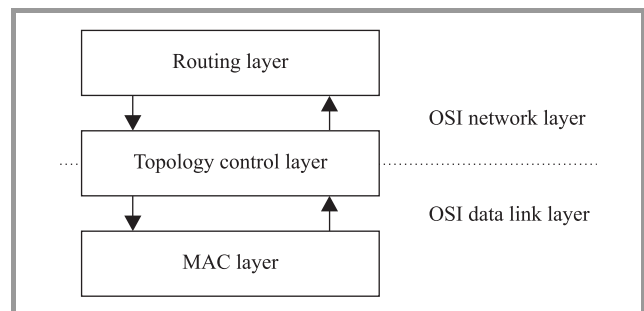 Routing layer
OSI network layer
Topology control layer
OSI data link layer
MAC layer